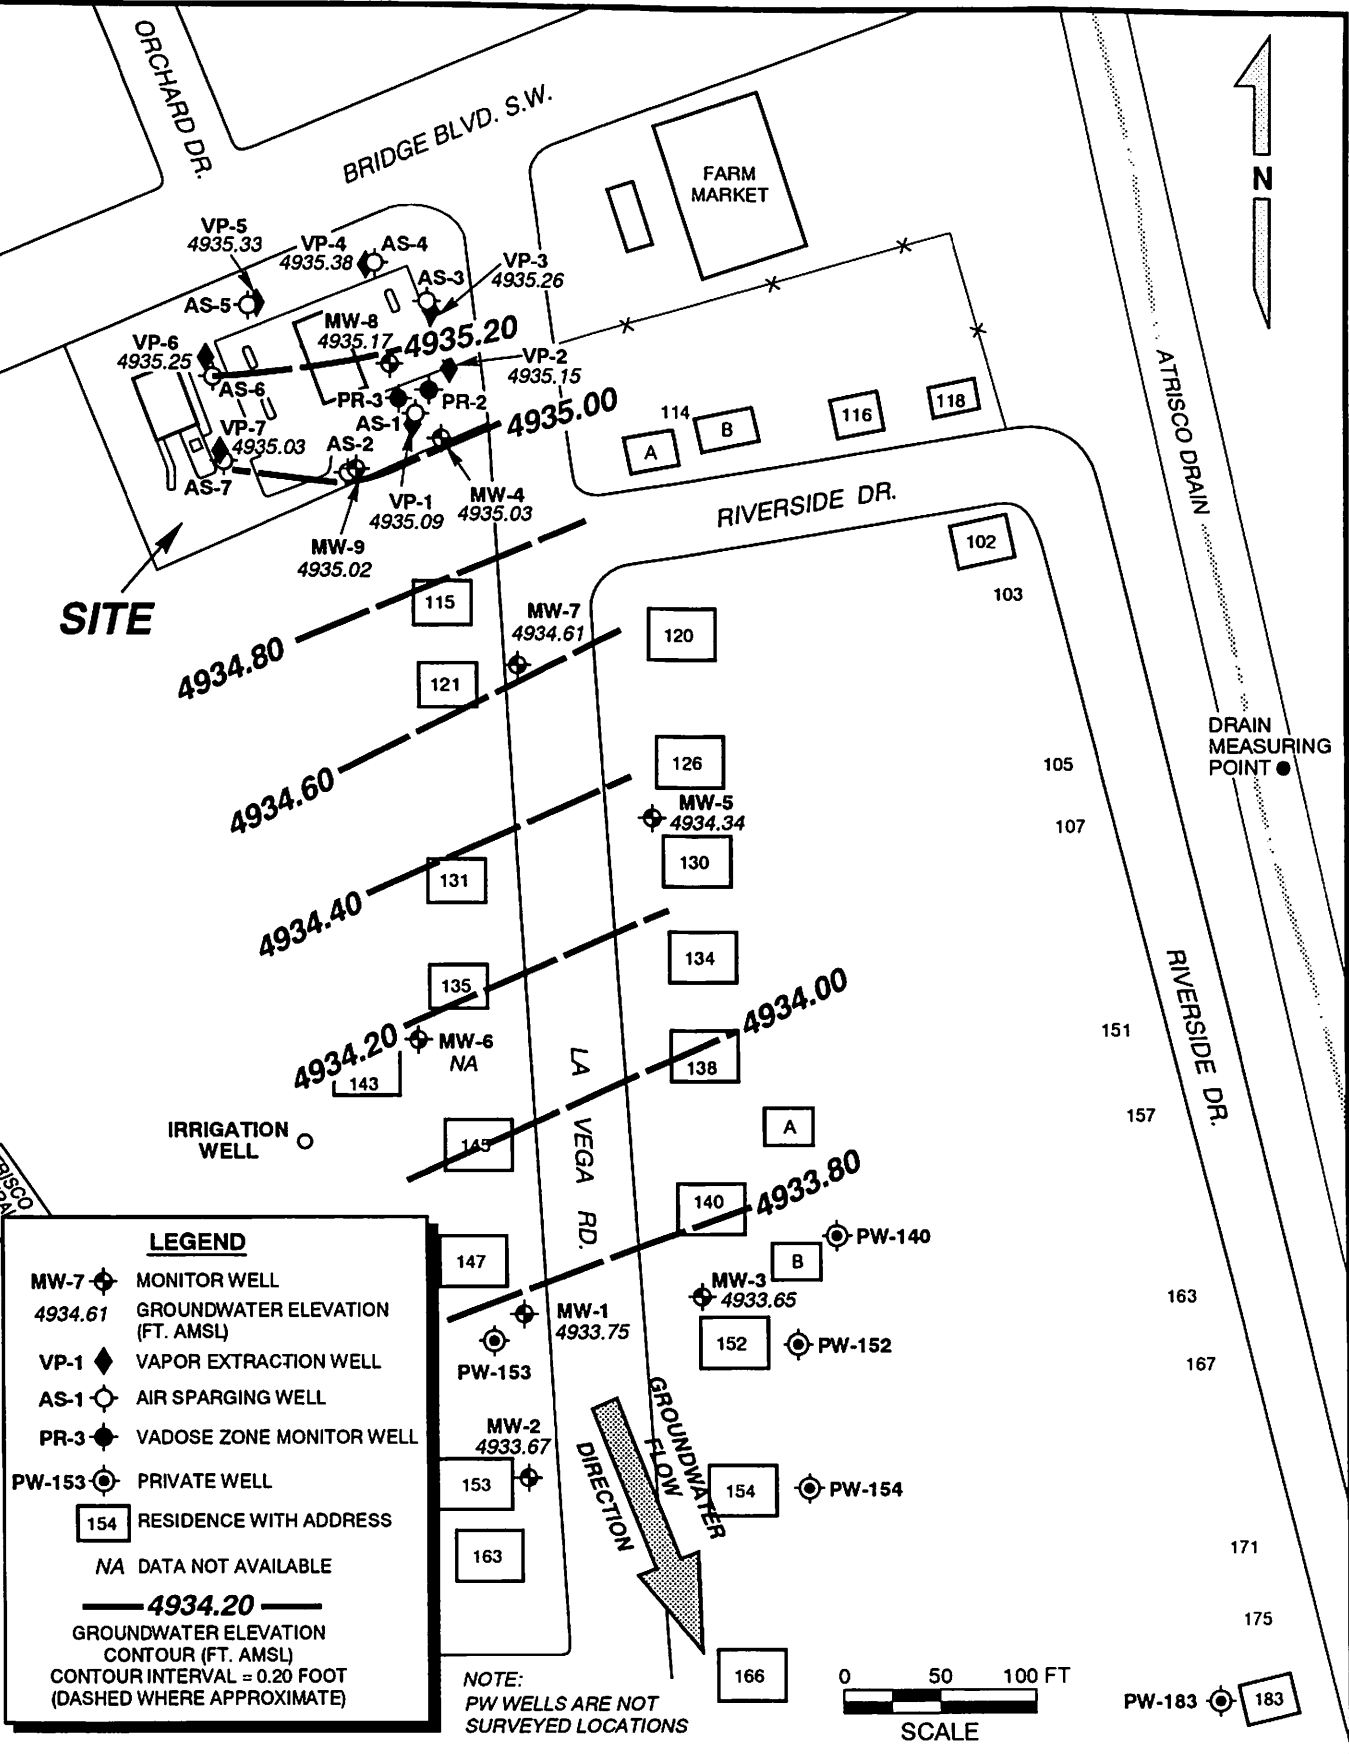 ORCHARD DR.
BRIDGE BLVD. S.W.
FARM
MARKET
N
VP-5
4935.33
VP-4
4935.38
AS-4
AS-3
VP-3
4935.26
AS-5
MW-8
4935.17
4935.20
VP-6
4935.25
AS-6
VP-2
4935.15
PR-3
PR-2
AS-1
4935.00
VP-7
4935.03
AS-2
AS-7
VP-1
4935.09
MW-4
4935.03
MW-9
4935.02
SITE
114
A
B
116
118
RIVERSIDE DR.
ATRISCO DRAIN
102
103
115
4934.80
MW-7
4934.61
120
121
4934.60
126
MW-5
4934.34
130
105
107
DRAIN
MEASURING
POINT
131
4934.40
134
135
4934.20
MW-6
NA
143
4934.00
138
LA VEGA RD.
151
157
RIVERSIDE DR.
IRRIGATION
WELL
145
A
140
4933.80
PW-140
B
147
MW-3
4933.65
MW-1
4933.75
152
PW-152
PW-153
163
167
MW-2
4933.67
153
GROUNDWATER
FLOW
DIRECTION
154
PW-154
163
171
175
166
PW-183
183
LEGEND
MW-7 MONITOR WELL
4934.61 GROUNDWATER ELEVATION
(FT. AMSL)
VP-1 VAPOR EXTRACTION WELL
AS-1 AIR SPARGING WELL
PR-3 VADOSE ZONE MONITOR WELL
PW-153 PRIVATE WELL
154 RESIDENCE WITH ADDRESS
NA DATA NOT AVAILABLE
4934.20
GROUNDWATER ELEVATION
CONTOUR (FT. AMSL)
CONTOUR INTERVAL = 0.20 FOOT
(DASHED WHERE APPROXIMATE)
NOTE:
PW WELLS ARE NOT
SURVEYED LOCATIONS
0 50 100 FT
SCALE